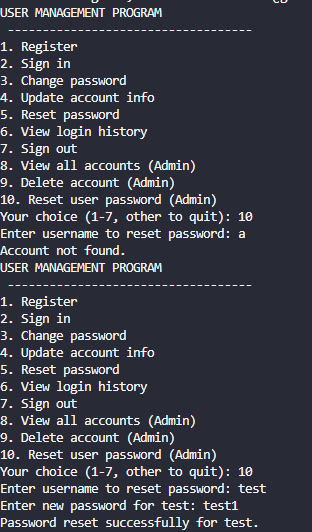 USER MANAGEMENT PROGRAM
------------------------------------
1. Register
2. Sign in
3. Change password
4. Update account info
5. Reset password
6. View login history
7. Sign out
8. View all accounts (Admin)
9. Delete account (Admin)
10. Reset user password (Admin)
Your choice (1-7, other to quit): 10
Enter username to reset password: a
Account not found.
USER MANAGEMENT PROGRAM
------------------------------------
1. Register
2. Sign in
3. Change password
4. Update account info
5. Reset password
6. View login history
7. Sign out
8. View all accounts (Admin)
9. Delete account (Admin)
10. Reset user password (Admin)
Your choice (1-7, other to quit): 10
Enter username to reset password: test
Enter new password for test: test1
Password reset successfully for test.